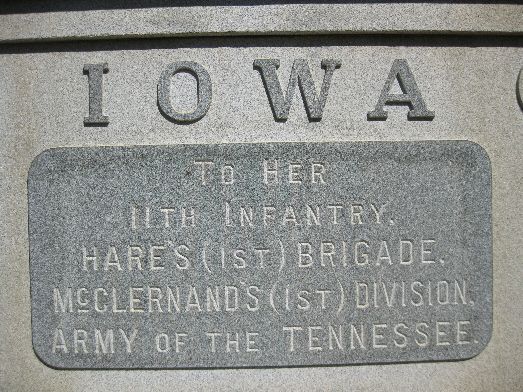 IOWA
TO HER
11TH INFANTRY.
HARE'S (1ST) BRIGADE.
McCLERNAND'S (1ST) DIVISION.
ARMY OF THE TENNESSEE.